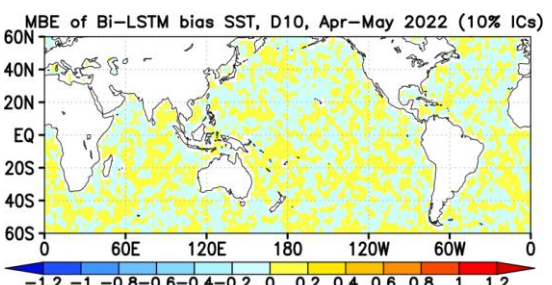 MBE of Bi-LSTM bias SST, D10, Apr-May 2022 (10% ICs)
60N
40N
20N
EQ
20S
40S
60S
0 60E 120E 180 120W 60W 0
-1.2 -1 -0.8-0.6-0.4-0.2 0 0.2 0.4 0.6 0.8 1 1.2